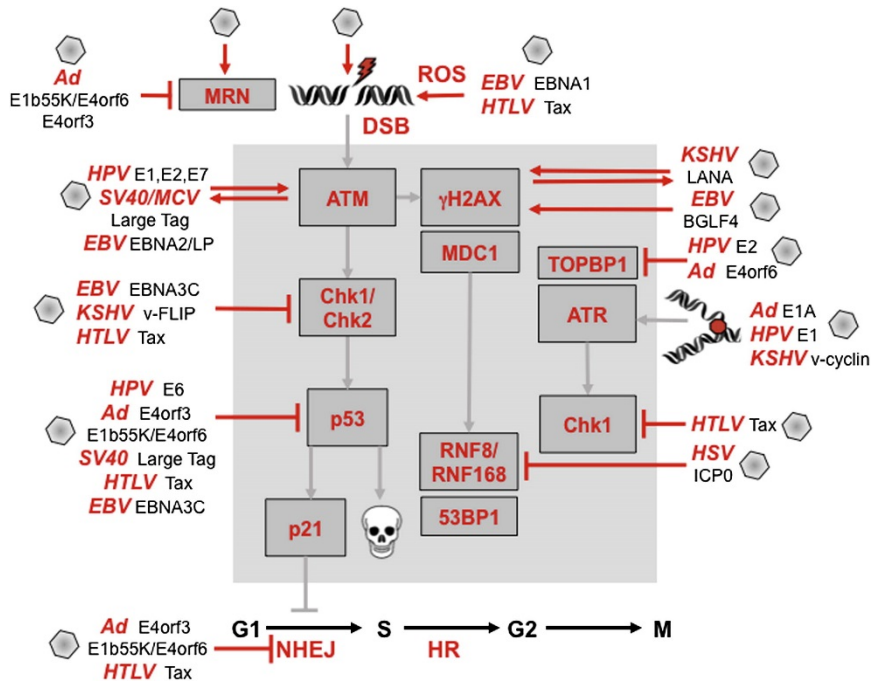 Ad
E1b55K/E4orf6
E4orf3
MRN
ROS
DSB
EBV EBNA1
HTLV Tax
HPV E1,E2,E7
SV40/MCV
Large Tag
EBV EBNA2/LP
ATM
γH2AX
MDC1
KSHV
LANA
EBV
BGLF4
TOPBP1
HPV E2
Ad E4orf6
EBV EBNA3C
KSHV v-FLIP
HTLV Tax
Chk1/
Chk2
ATR
Ad E1A
HPV E1
KSHV v-cyclin
HPV E6
Ad E4orf3
E1b55K/E4orf6
SV40 Large Tag
HTLV Tax
EBV EBNA3C
p53
Chk1
HTLV Tax
RNF8/
RNF168
HSV
ICP0
53BP1
p21
G1 S G2 M
NHEJ HR
Ad E4orf3
E1b55K/E4orf6
HTLV Tax